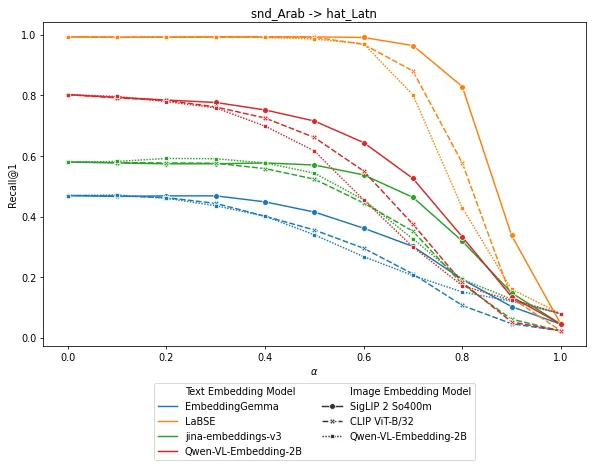 snd_Arab -> hat_Latn
1.0
0.8
0.6
0.4
0.2
0.0
Recall@1
0.0 0.2 0.4 0.6 0.8 1.0
α
Text Embedding Model Image Embedding Model
EmbeddingGemma SigLIP 2 So400m
LaBSE CLIP ViT-B/32
jina-embeddings-v3 Qwen-VL-Embedding-2B
Qwen-VL-Embedding-2B